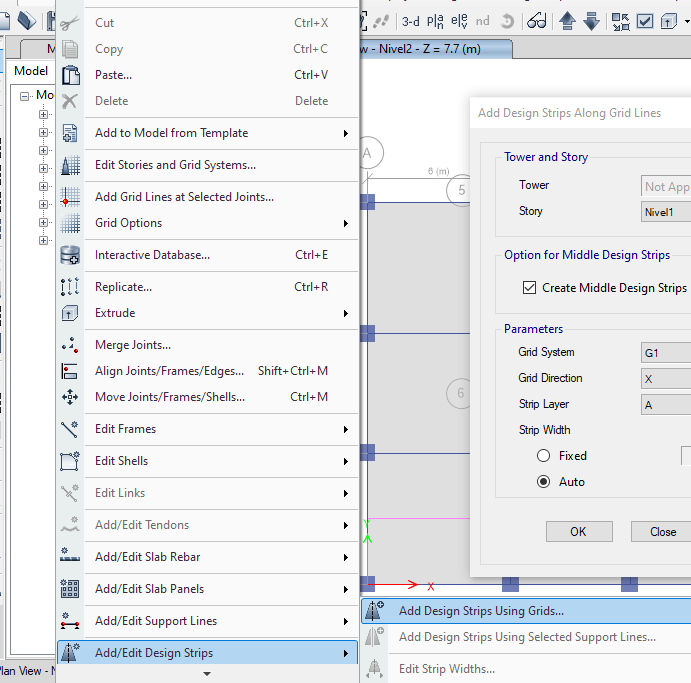 3-d
nd
w - Nivel2 - Z = 7.7 (m)
M
Model
Mo
Cut Ctrl+X
Copy Ctrl+C
Paste... Ctrl+V
Delete Delete
Add to Model from Template
Edit Stories and Grid Systems...
Add Grid Lines at Selected Joints...
Grid Options
Interactive Database... Ctrl+E
Replicate... Ctrl+R
Extrude
Merge Joints...
Align Joints/Frames/Edges... Shift+Ctrl+M
Move Joints/Frames/Shells... Ctrl+M
Edit Frames
Edit Shells
Edit Links
Add/Edit Tendons
Add/Edit Slab Rebar
Add/Edit Slab Panels
Add/Edit Support Lines
Add/Edit Design Strips
Add Design Strips Using Grids...
Add Design Strips Using Selected Support Lines...
Edit Strip Widths...
A
6 (m)
5
6
Y
X
Add Design Strips Along Grid Lines
Tower and Story
Tower Not App
Story Nivel1
Option for Middle Design Strips
Create Middle Design Strips
Parameters
Grid System G1
Grid Direction X
Strip Layer A
Strip Width
Fixed
Auto
OK Close
lan View - N